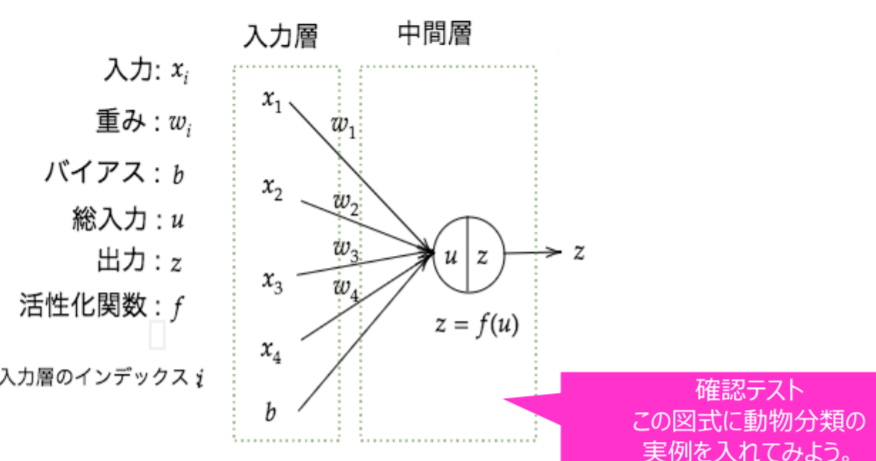 入力層
中間層
入力: xᵢ
重み : wᵢ
バイアス : b
総入力 : u
出力 : z
活性化関数 : f
入力層のインデックス i
x₁
x₂
x₃
x₄
b
w₁
w₂
w₃
w₄
u z
z
z = f(u)
確認テスト
この図式に動物分類の
実例を入れてみよう。